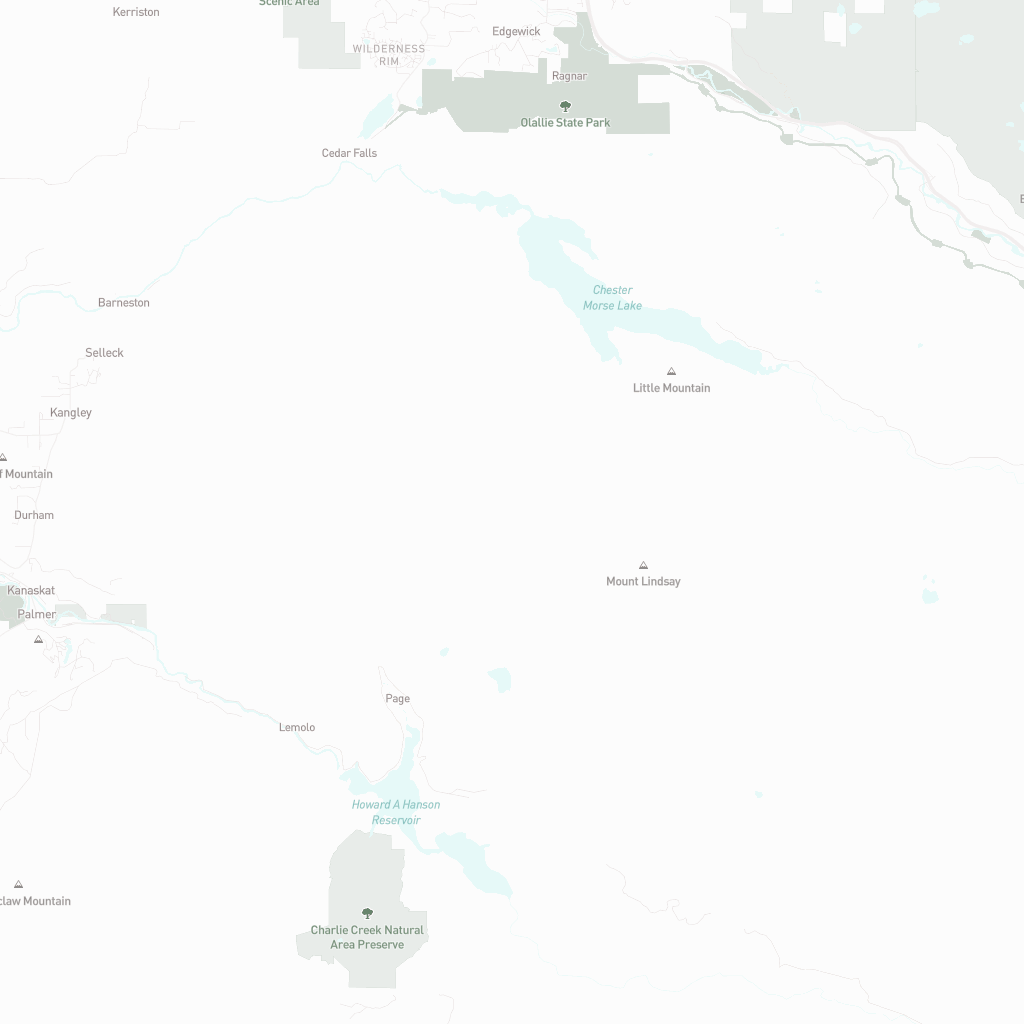 Scenic Area
Kerriston
Edgewick
WILDERNESS
RIM
Ragnar
Olallie State Park
Cedar Falls
Chester
Morse Lake
Barneston
Selleck
Little Mountain
Kangley
f Mountain
Durham
Mount Lindsay
Kanaskat
Palmer
Page
Lemolo
Howard A Hanson
Reservoir
claw Mountain
Charlie Creek Natural
Area Preserve